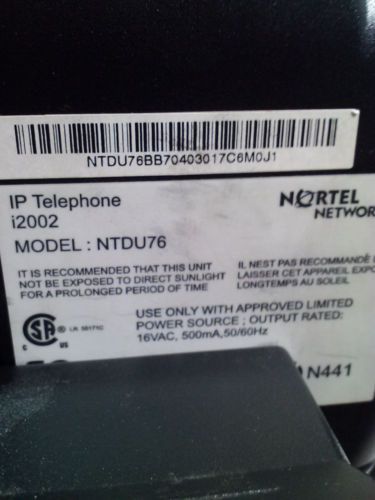 NTDU76BB70403017C6M0J1
IP Telephone
i2002
MODEL : NTDU76
NORTEL
NETWOR
IT IS RECOMMENDED THAT THIS UNIT
NOT BE EXPOSED TO DIRECT SUNLIGHT
FOR A PROLONGED PERIOD OF TIME
IL NEST PAS RECOMMANDÉ
LAISSER CET APPAREIL EXPO
LONGTEMPS AU SOLEIL
USE ONLY WITH APPROVED LIMITED
POWER SOURCE ; OUTPUT RATED:
16VAC, 500mA,50/60Hz
C US
N441